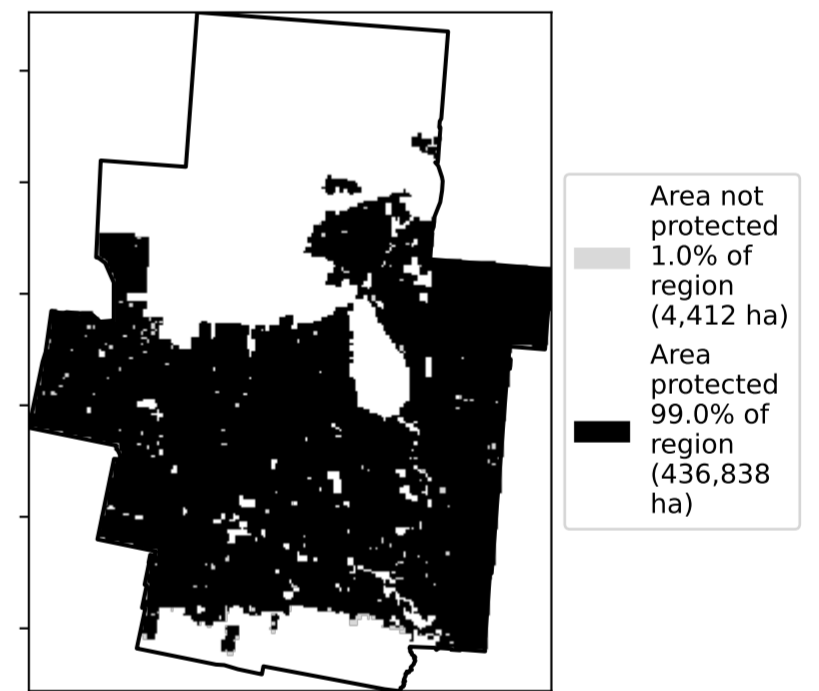 Area not
protected
1.0% of
region
(4,412 ha)
Area
protected
99.0% of
region
(436,838
ha)